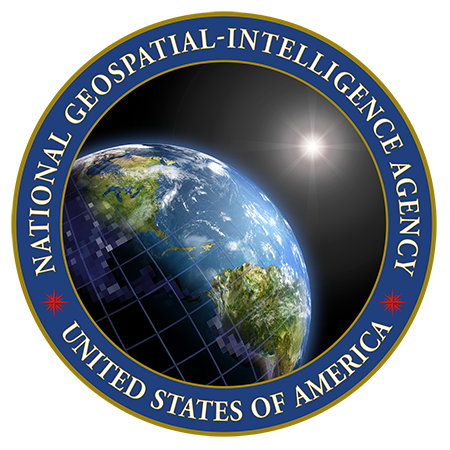 NATIONAL GEOSPATIAL-INTELLIGENCE AGENCY
UNITED STATES OF AMERICA